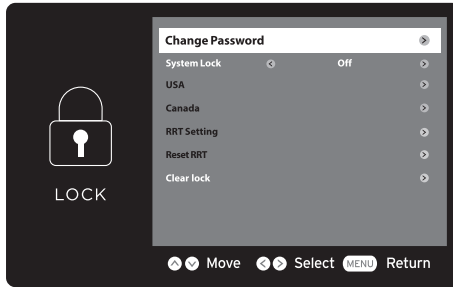 Change Password
System Lock Off
USA
Canada
RRT Setting
Reset RRT
Clear lock
LOCK
Move Select MENU Return